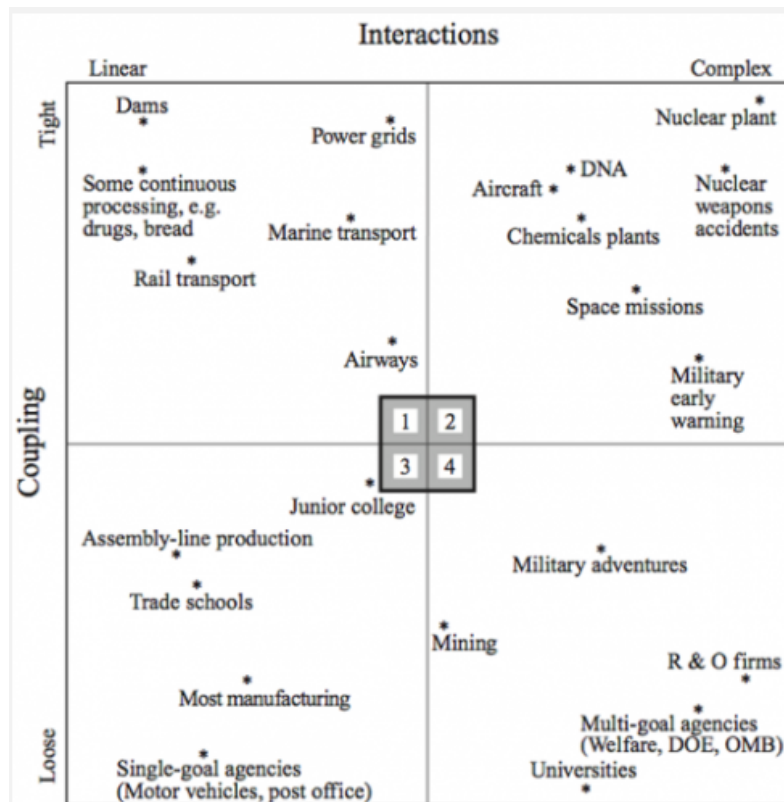 Interactions
Linear
Complex
Tight
Dams
Power grids
Nuclear plant
DNA
Aircraft
Some continuous
processing, e.g.
drugs, bread
Nuclear
weapons
accidents
Marine transport
Chemicals plants
Rail transport
Space missions
Airways
Military
early
warning
Coupling
1
2
3
4
Junior college
Assembly-line production
Military adventures
Trade schools
Mining
R & O firms
Most manufacturing
Multi-goal agencies
(Welfare, DOE, OMB)
Loose
Single-goal agencies
(Motor vehicles, post office)
Universities